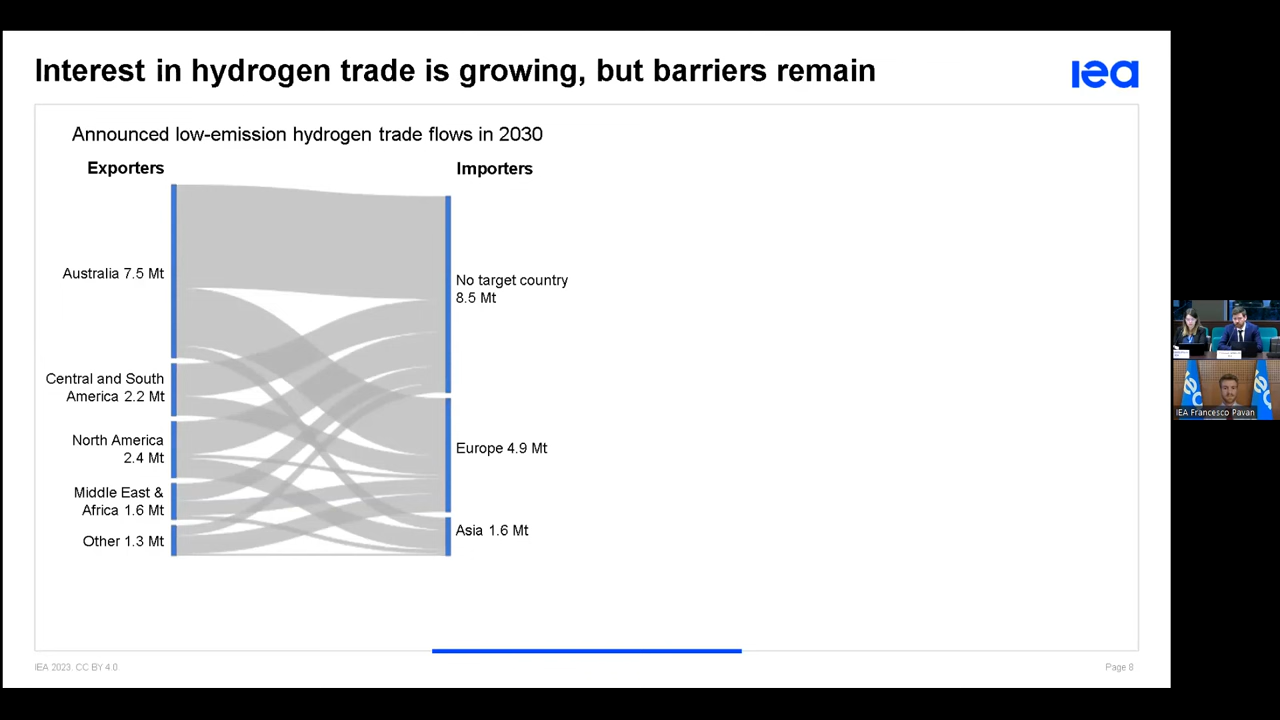 Interest in hydrogen trade is growing, but barriers remain
iea
Announced low-emission hydrogen trade flows in 2030
Exporters
Importers
Australia 7.5 Mt
No target country
8.5 Mt
Central and South
America 2.2 Mt
North America
2.4 Mt
Europe 4.9 Mt
Middle East &
Africa 1.6 Mt
Asia 1.6 Mt
Other 1.3 Mt
IEA Francesco Pavan
IEA 2023. CC BY 4.0.
Page 8